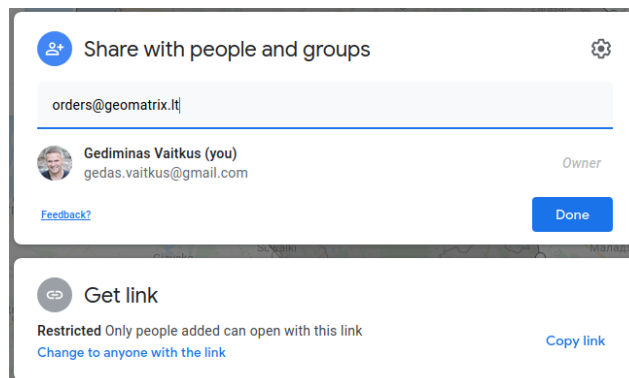 Share with people and groups
orders@geomatrix.lt
Gediminas Vaitkus (you)
gedas.vaitkus@gmail.com
Owner
Feedback?
Done
Get link
Restricted Only people added can open with this link
Change to anyone with the link
Copy link